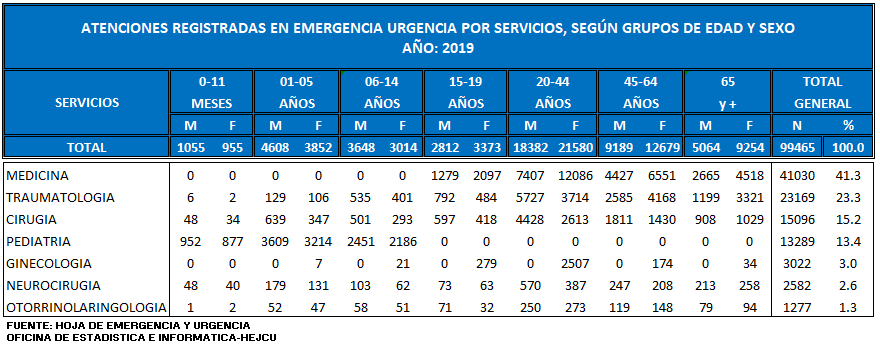 ATENCIONES REGISTRADAS EN EMERGENCIA URGENCIA POR SERVICIOS, SEGÚN GRUPOS DE EDAD Y SEXO
AÑO: 2019
SERVICIOS 0-11 MESES 01-05 AÑOS 06-14 AÑOS 15-19 AÑOS 20-44 AÑOS 45-64 AÑOS 65 y + TOTAL GENERAL
M F M F M F M F M F M F M F N %
TOTAL 1055 955 4608 3852 3648 3014 2812 3373 18382 21580 9189 12679 5064 9254 99465 100.0
MEDICINA 0 0 0 0 0 0 1279 2097 7407 12086 4427 6551 2665 4518 41030 41.3
TRAUMATOLOGIA 6 2 129 106 535 401 792 484 5727 3714 2585 4168 1199 3321 23169 23.3
CIRUGIA 48 34 639 347 501 293 597 418 4428 2613 1811 1430 908 1029 15096 15.2
PEDIATRIA 952 877 3609 3214 2451 2186 0 0 0 0 0 0 0 0 13289 13.4
GINECOLOGIA 0 0 0 7 0 21 0 279 0 2507 0 174 0 34 3022 3.0
NEUROCIRUGIA 48 40 179 131 103 62 73 63 570 387 247 208 213 258 2582 2.6
OTORRINOLARINGOLOGIA 1 2 52 47 58 51 71 32 250 273 119 148 79 94 1277 1.3
FUENTE: HOJA DE EMERGENCIA Y URGENCIA
OFICINA DE ESTADISTICA E INFORMATICA-HEJCU